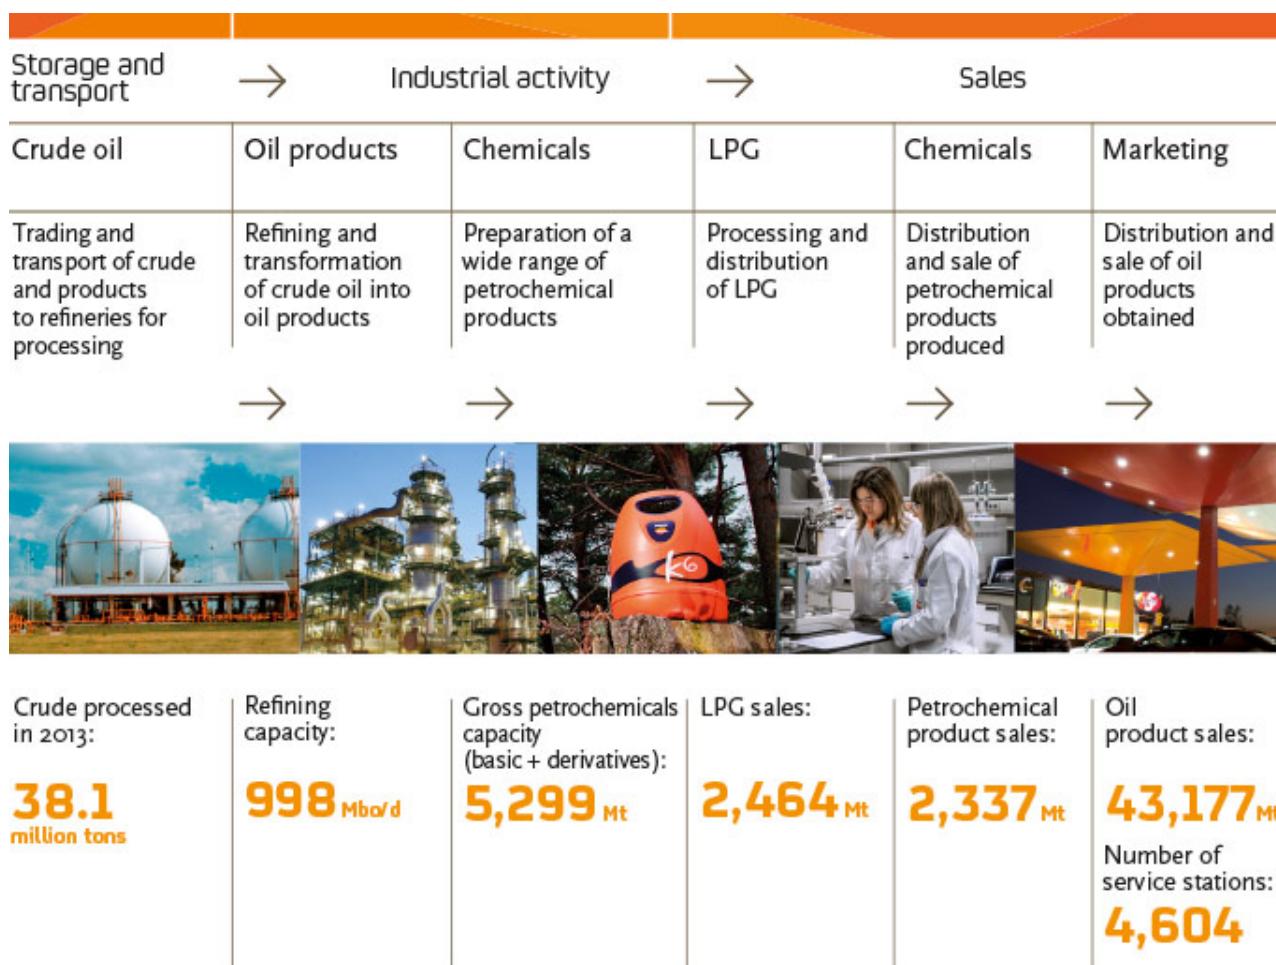 Storage and
transport
→
Industrial activity
→
Sales
Crude oil
Oil products
Chemicals
LPG
Chemicals
Marketing
Trading and
transport of crude
and products
to refineries for
processing
Refining and
transformation
of crude oil into
oil products
Preparation of a
wide range of
petrochemical
products
Processing and
distribution
of LPG
Distribution
and sale of
petrochemical
products
produced
Distribution and
sale of oil
products
obtained
→ → → → →
k6
Crude processed
in 2013:
38.1
million tons
Refining
capacity:
998 Mbo/d
Gross petrochemicals
capacity
(basic + derivatives):
5,299 Mt
LPG sales:
2,464 Mt
Petrochemical
product sales:
2,337 Mt
Oil
product sales:
43,177 Mt
Number of
service stations:
4,604